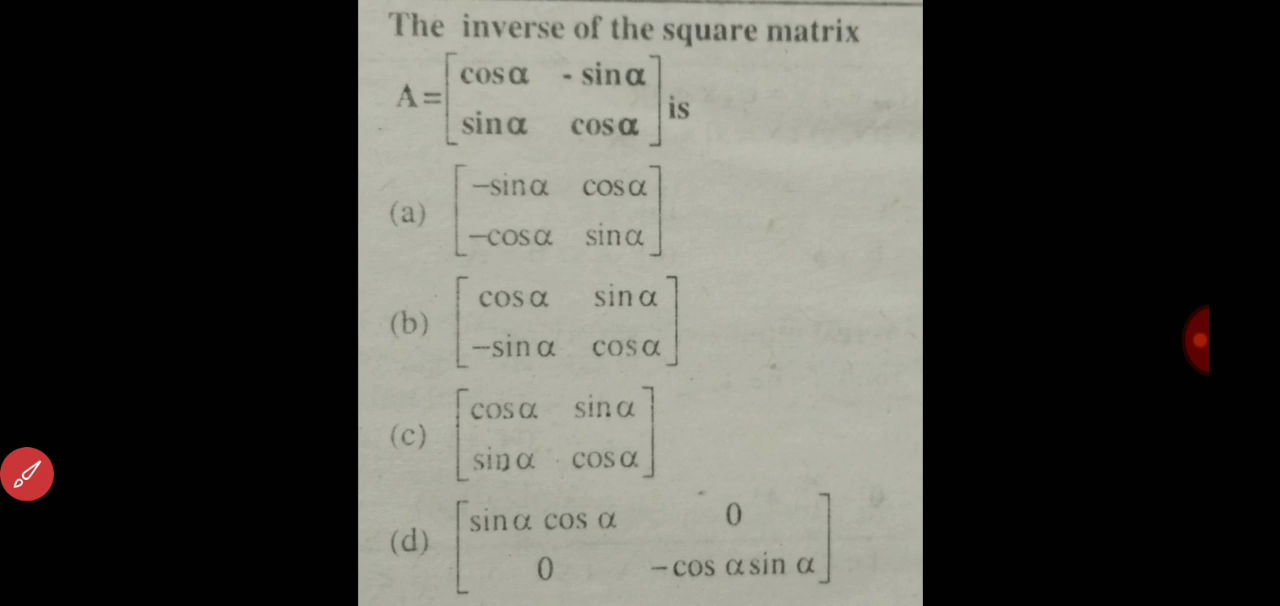 The inverse of the square matrix
A=[cosα - sinα
sinα cosα] is
(a) [−sinα cosα
−cosα sinα]
(b) [cosα sinα
−sinα cosα]
(c) [cosα sinα
sinα cosα]
(d) [sinα cos α 0
0 −cos α sin α]